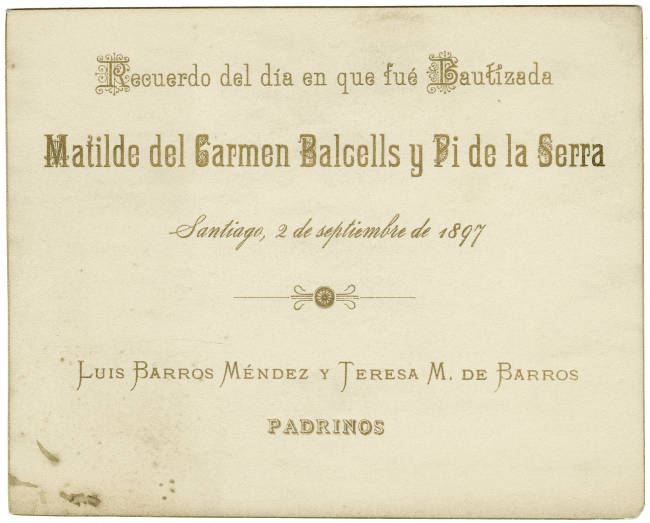 Recuerdo del día en que fué Bautizada
Matilde del Carmen Balcells y Pi de la Serra
Santiago, 2 de septiembre de 1897
Luis Barros Méndez y Teresa M. de Barros
PADRINOS